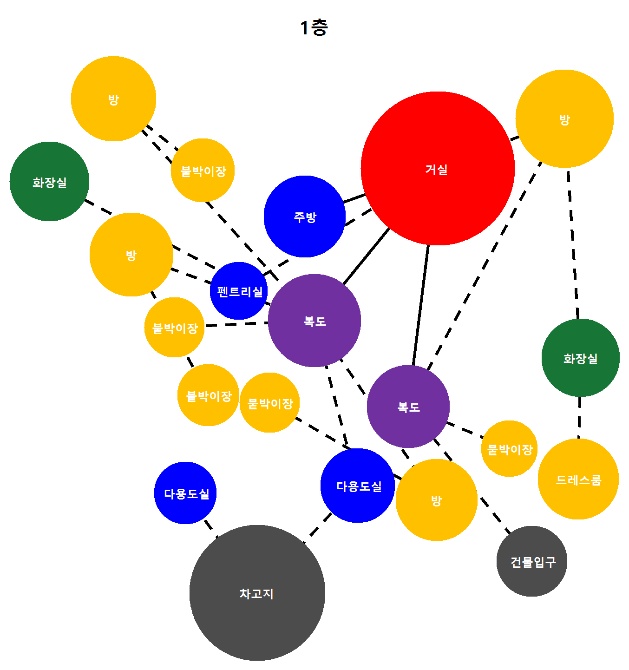 1층
방
방
붙박이장
거실
화장실
주방
방
펜트리실
복도
붙박이장
화장실
붙박이장
붙박이장
복도
붙박이장
드레스룸
다용도실
다용도실
방
건물입구
차고지